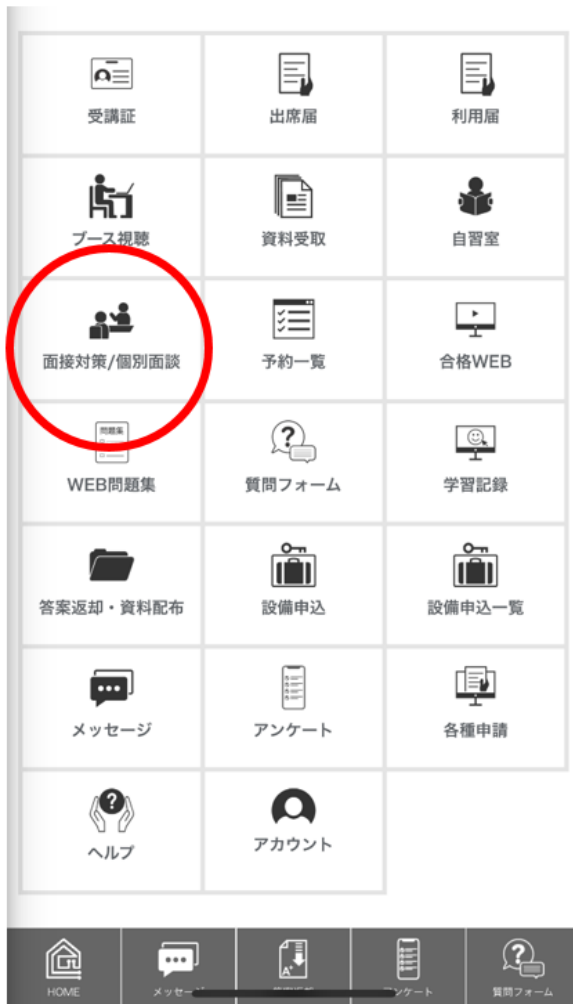 受講証
出席届
利用届
ブース視聴
資料受取
自習室
面接対策/個別面談
予約一覧
合格WEB
問題集
WEB問題集
質問フォーム
学習記録
答案返却・資料配布
設備申込
設備申込一覧
メッセージ
アンケート
各種申請
ヘルプ
アカウント
HOME
質問フォーム